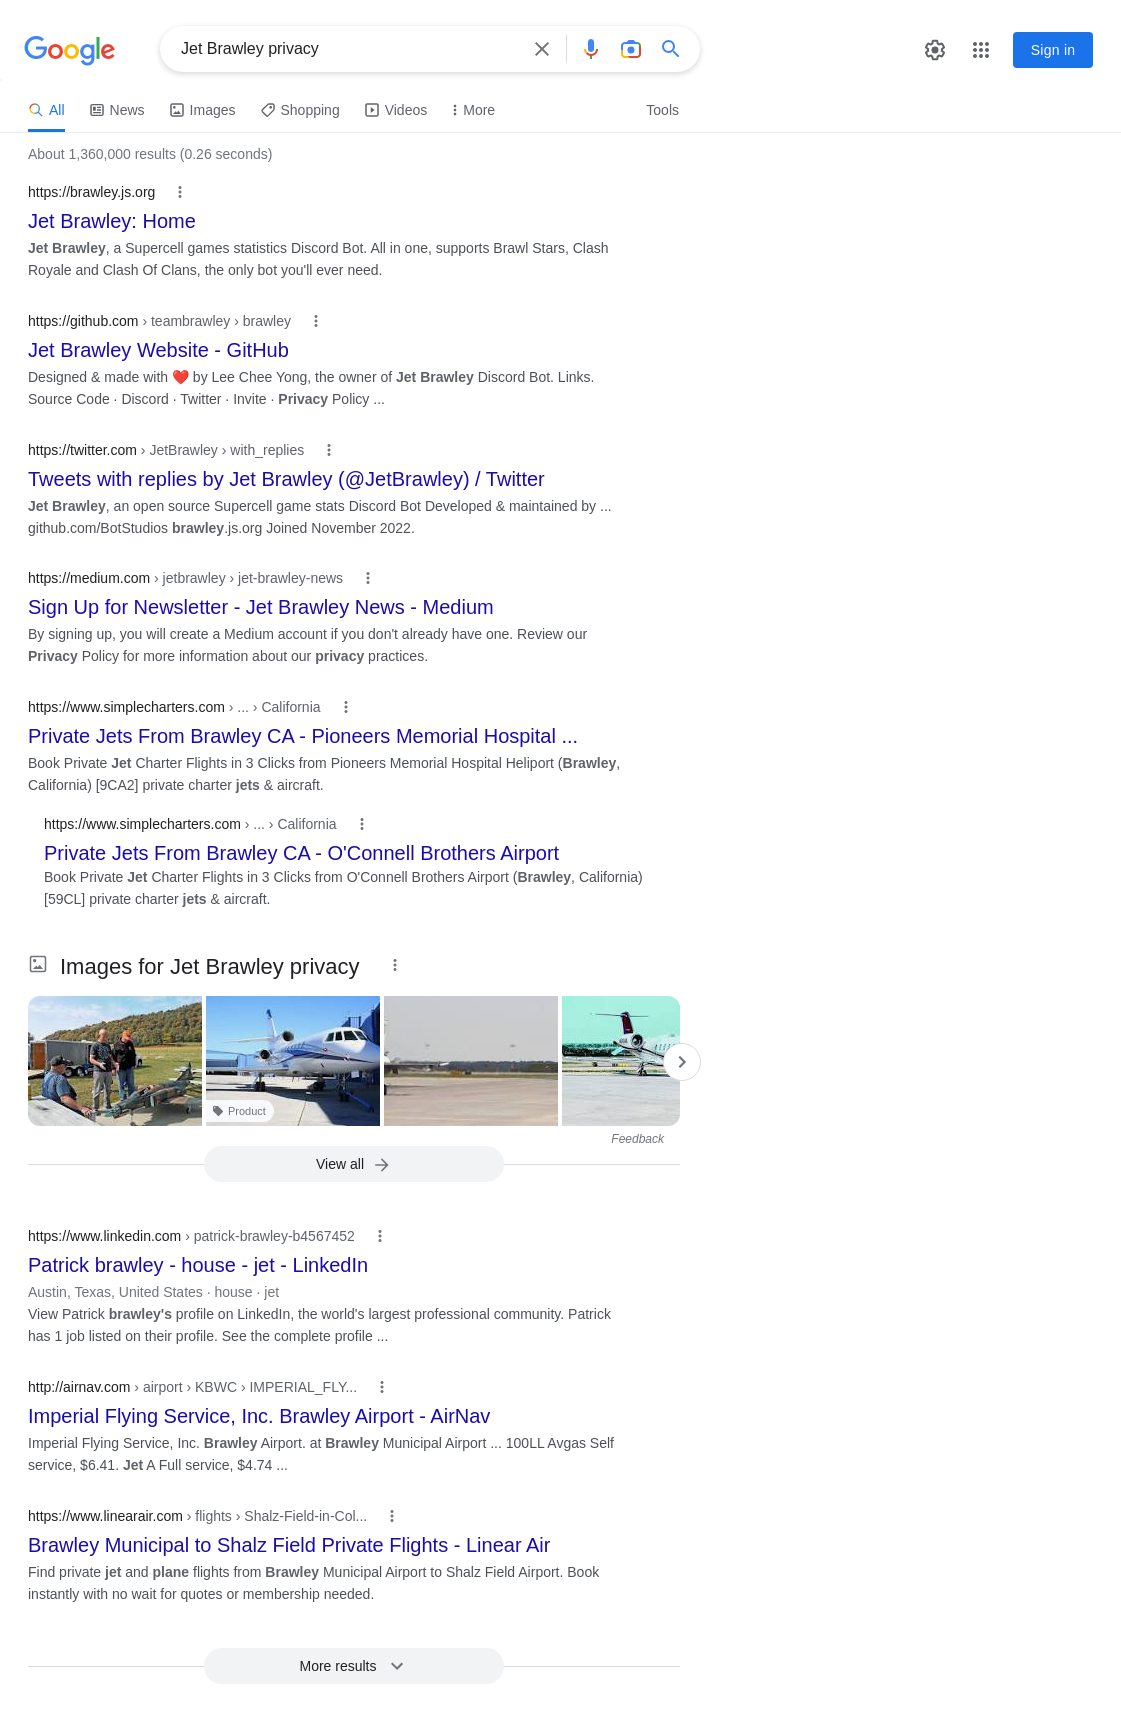 Google
Jet Brawley privacy
Sign in
All
News
Images
Shopping
Videos
More
Tools
About 1,360,000 results (0.26 seconds)
https://brawley.js.org
Jet Brawley: Home
Jet Brawley, a Supercell games statistics Discord Bot. All in one, supports Brawl Stars, Clash
Royale and Clash Of Clans, the only bot you'll ever need.
https://github.com › teambrawley › brawley
Jet Brawley Website - GitHub
Designed & made with ❤️ by Lee Chee Yong, the owner of Jet Brawley Discord Bot. Links.
Source Code · Discord · Twitter · Invite · Privacy Policy ...
https://twitter.com › JetBrawley › with_replies
Tweets with replies by Jet Brawley (@JetBrawley) / Twitter
Jet Brawley, an open source Supercell game stats Discord Bot Developed & maintained by ...
github.com/BotStudios brawley.js.org Joined November 2022.
https://medium.com › jetbrawley › jet-brawley-news
Sign Up for Newsletter - Jet Brawley News - Medium
By signing up, you will create a Medium account if you don't already have one. Review our
Privacy Policy for more information about our privacy practices.
https://www.simplecharters.com › ... › California
Private Jets From Brawley CA - Pioneers Memorial Hospital ...
Book Private Jet Charter Flights in 3 Clicks from Pioneers Memorial Hospital Heliport (Brawley,
California) [9CA2] private charter jets & aircraft.
https://www.simplecharters.com › ... › California
Private Jets From Brawley CA - O'Connell Brothers Airport
Book Private Jet Charter Flights in 3 Clicks from O'Connell Brothers Airport (Brawley, California)
[59CL] private charter jets & aircraft.
Images for Jet Brawley privacy
Product
Feedback
View all
https://www.linkedin.com › patrick-brawley-b4567452
Patrick brawley - house - jet - LinkedIn
Austin, Texas, United States · house · jet
View Patrick brawley's profile on LinkedIn, the world's largest professional community. Patrick
has 1 job listed on their profile. See the complete profile ...
http://airnav.com › airport › KBWC › IMPERIAL_FLY...
Imperial Flying Service, Inc. Brawley Airport - AirNav
Imperial Flying Service, Inc. Brawley Airport. at Brawley Municipal Airport ... 100LL Avgas Self
service, $6.41. Jet A Full service, $4.74 ...
https://www.linearair.com › flights › Shalz-Field-in-Col...
Brawley Municipal to Shalz Field Private Flights - Linear Air
Find private jet and plane flights from Brawley Municipal Airport to Shalz Field Airport. Book
instantly with no wait for quotes or membership needed.
More results